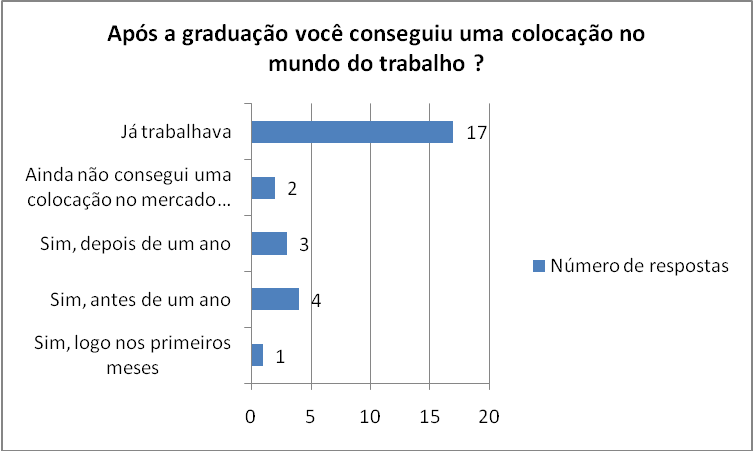 Após a graduação você conseguiu uma colocação no
mundo do trabalho ?
Já trabalhava
17
Ainda não consegui uma
colocação no mercado...
2
Sim, depois de um ano
3
Sim, antes de um ano
4
Sim, logo nos primeiros
meses
1
Número de respostas
0 5 10 15 20